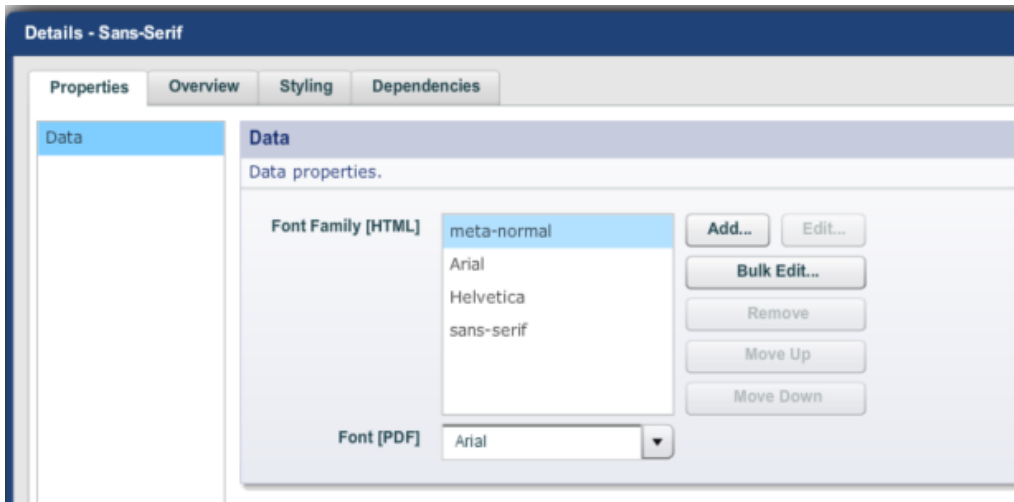 Details - Sans-Serif
Properties Overview Styling Dependencies
Data
Data
Data properties.
Font Family [HTML]
meta-normal
Arial
Helvetica
sans-serif
Add... Edit...
Bulk Edit...
Remove
Move Up
Move Down
Font [PDF] Arial